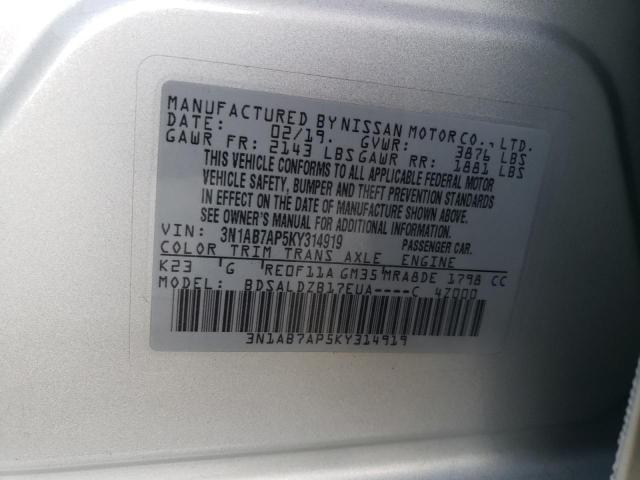 MANUFACTURED BY NISSAN MOTOR CO., LTD.
DATE: 02/19. GVWR: 3876 LBS
GAWR FR: 2143 LBS GAWR RR: 1881 LBS
THIS VEHICLE CONFORMS TO ALL APPLICABLE FEDERAL MOTOR
VEHICLE SAFETY, BUMPER AND THEFT PREVENTION STANDARDS
IN EFFECT ON THE DATE OF MANUFACTURE SHOWN ABOVE.
SEE OWNER'S MANUAL FOR ADDITIONAL INFORMATION.
VIN: 3N1AB7AP5KY314919 PASSENGER CAR.
COLOR TRIM TRANS AXLE ENGINE
K23 G RE0F11A GM35 MRA8DE 1798 CC
MODEL: BDSALDZB17EUA----C 4Z000
3N1AB7AP5KY314919